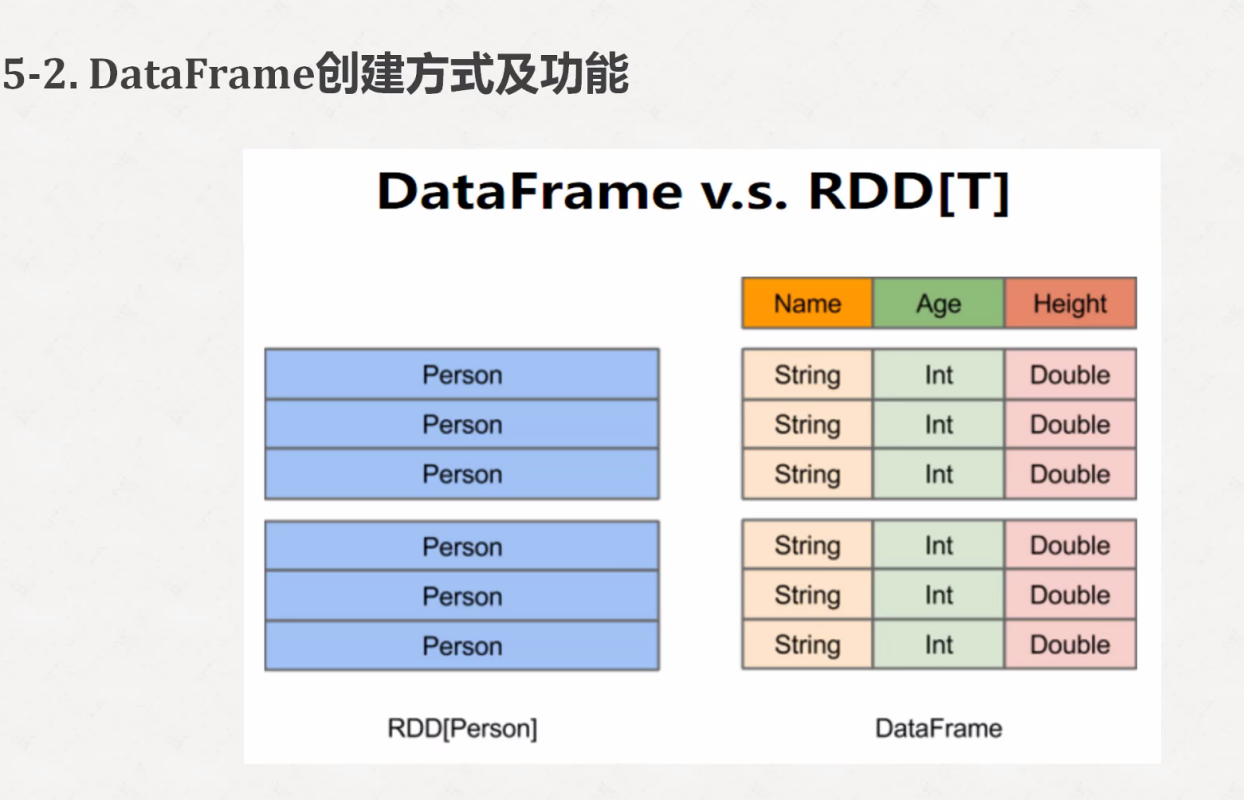 5-2. DataFrame创建方式及功能
DataFrame v.s. RDD[T]
Name Age Height
Person String Int Double
Person String Int Double
Person String Int Double
Person String Int Double
Person String Int Double
Person String Int Double
RDD[Person] DataFrame